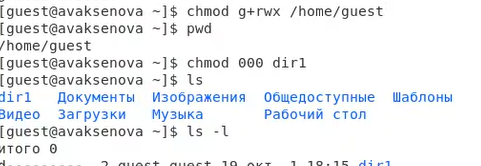 [guest@avaksenova ~]$ chmod g+rwx /home/guest
[guest@avaksenova ~]$ pwd
/home/guest
[guest@avaksenova ~]$ chmod 000 dir1
[guest@avaksenova ~]$ ls
dir1 Документы Изображения Общедоступные Шаблоны
Видео Загрузки Музыка Рабочий стол
[guest@avaksenova ~]$ ls -l
итого 0
d---------. 2 guest guest 19 окт 1 18:15 dir1